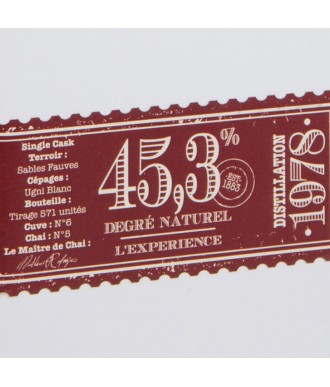 Single Cask
Terroir :
Sables Fauves
Cépages :
Ugni Blanc
Bouteille :
Tirage 571 unités
Cuve : N°6
Chai : N°5
Le Maître de Chai :
45,3%
EST.
1883
DEGRÉ NATUREL
L'EXPERIENCE
DISTILLATION
1978